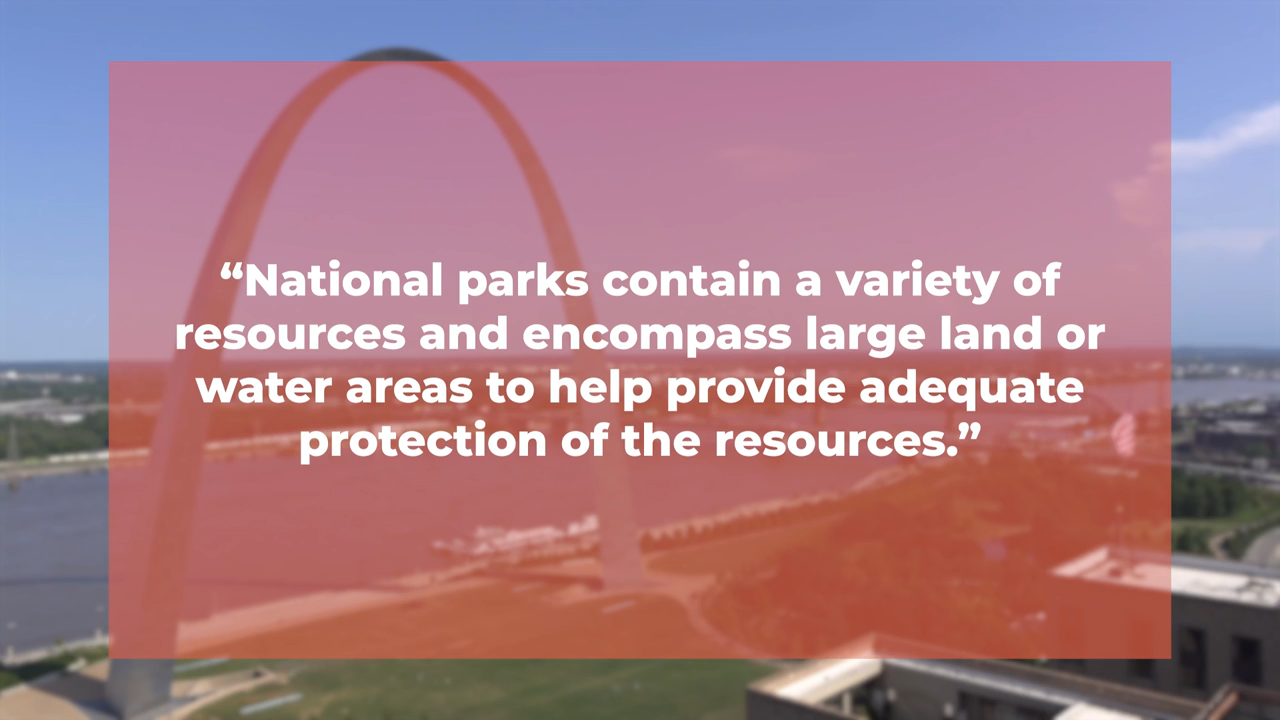 “National parks contain a variety of
resources and encompass large land or
water areas to help provide adequate
protection of the resources.”